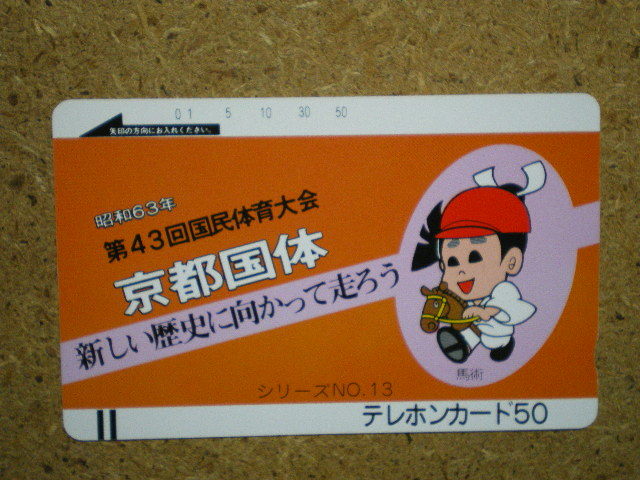 0 1 5 10 30 50
矢印の方向にお入れください。
昭和63年
第43回国民体育大会
京都国体
新しい歴史に向かって走ろう
馬術
シリーズNO.13
テレホンカード50